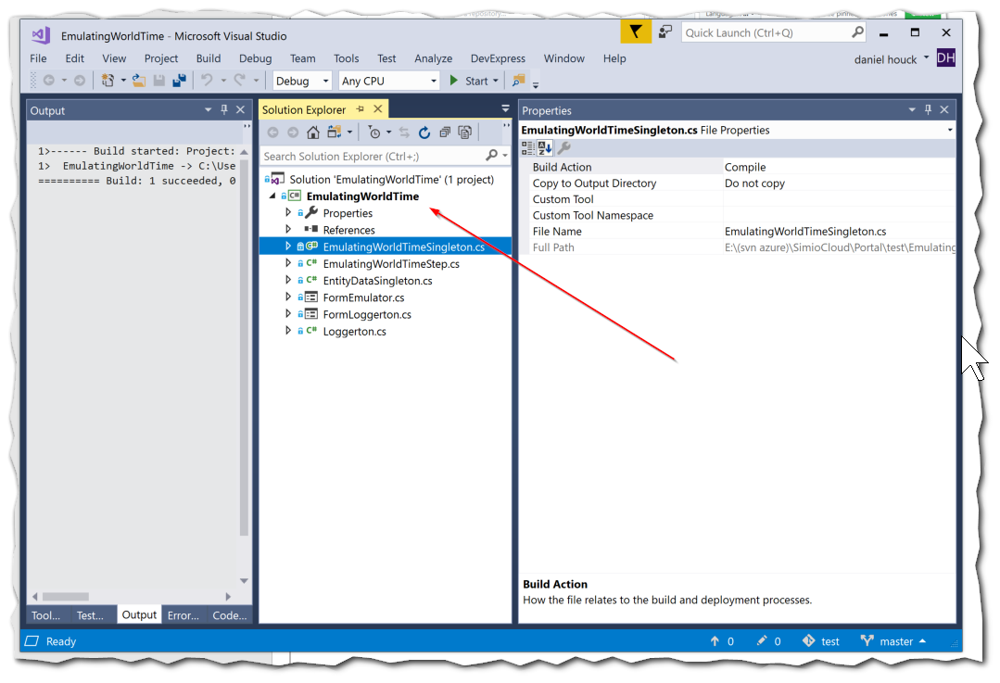 EmulatingWorldTime - Microsoft Visual Studio
Quick Launch (Ctrl+Q)
File Edit View Project Build Debug Team Tools Test Analyze DevExpress Window Help
daniel houck DH
Debug Any CPU Start
Output
1>------ Build started: Project:
1>  EmulatingWorldTime -> C:\Use
========== Build: 1 succeeded, 0
Tool... Test... Output Error... Code...
Solution Explorer
Search Solution Explorer (Ctrl+;)
Solution 'EmulatingWorldTime' (1 project)
C# EmulatingWorldTime
Properties
References
C# EmulatingWorldTimeSingleton.cs
C# EmulatingWorldTimeStep.cs
C# EntityDataSingleton.cs
FormEmulator.cs
FormLoggerton.cs
C# Loggerton.cs
Properties
EmulatingWorldTimeSingleton.cs File Properties
Build Action Compile
Copy to Output Directory Do not copy
Custom Tool
Custom Tool Namespace
File Name EmulatingWorldTimeSingleton.cs
Full Path E:\(svn azure)\SimioCloud\Portal\test\Emulating
Build Action
How the file relates to the build and deployment processes.
Ready 0 0 test master